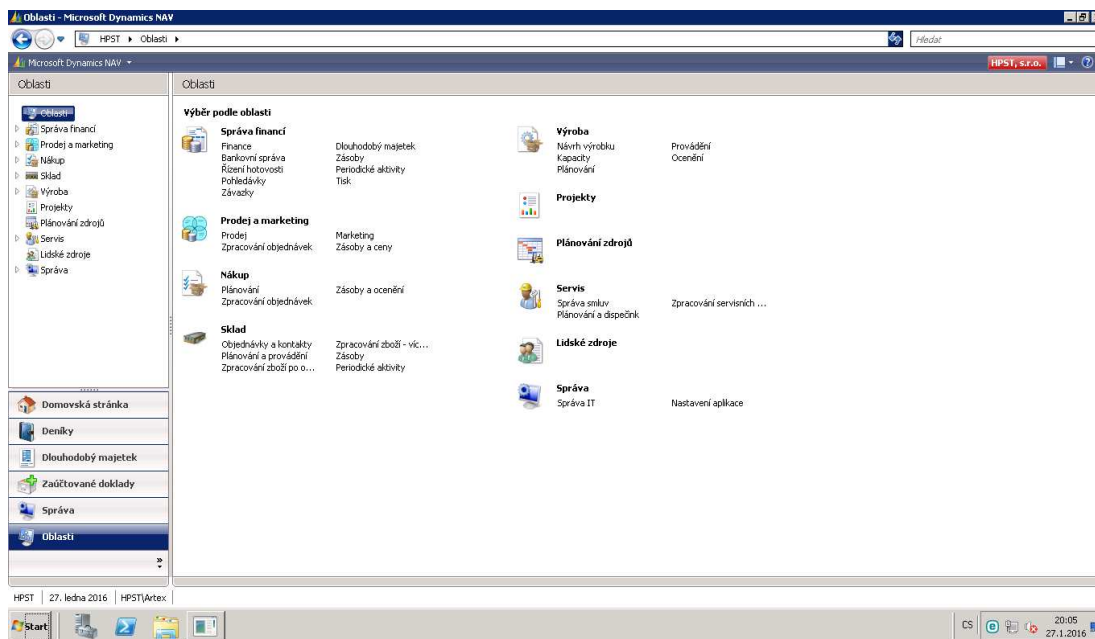 Oblasti - Microsoft Dynamics NAV
HPST Oblasti
Hledat
Microsoft Dynamics NAV
HPST, s.r.o.
Oblasti
Oblasti
Oblasti
Správa financí
Prodej a marketing
Nákup
Sklad
Výroba
Projekty
Plánování zdrojů
Servis
Lidské zdroje
Správa
Domovská stránka
Deníky
Dlouhodobý majetek
Zaúčtované doklady
Správa
Oblasti
Výběr podle oblasti
Správa financí
Finance Dlouhodobý majetek
Bankovní správa Zásoby
Řízení hotovosti Periodické aktivity
Pohledávky Tisk
Závazky
Prodej a marketing
Prodej Marketing
Zpracování objednávek Zásoby a ceny
Nákup
Plánování Zásoby a ocenění
Zpracování objednávek
Sklad
Objednávky a kontakty Zpracování zboží - víc...
Plánování a provádění Zásoby
Zpracování zboží po o... Periodické aktivity
Výroba
Návrh výrobku Provádění
Kapacity Ocenění
Plánování
Projekty
Plánování zdrojů
Servis
Správa smluv Zpracování servisních ...
Plánování a dispečink
Lidské zdroje
Správa
Správa IT Nastavení aplikace
HPST 27. ledna 2016 HPST\Artex
Start
CS
20:05
27.1.2016